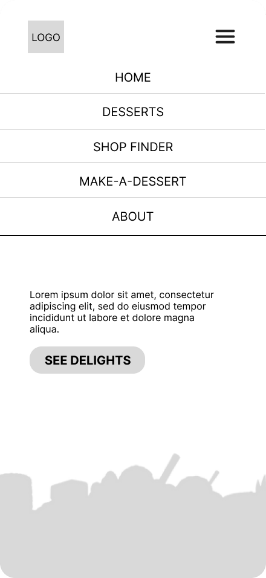 LOGO
HOME
DESSERTS
SHOP FINDER
MAKE-A-DESSERT
ABOUT
Lorem ipsum dolor sit amet, consectetur
adipiscing elit, sed do eiusmod tempor
incididunt ut labore et dolore magna
aliqua.
SEE DELIGHTS